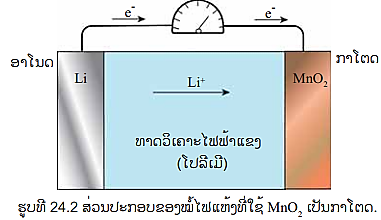 e⁻ e⁻
ອາໂນດ ກາໂຕດ
Li Li⁺ MnO₂
ທາດວິເຄາະໄຟຟ້າແຂງ
(ໂປລີເມີ)
ຮູບທີ 24.2 ສ່ວນປະກອບຂອງໝໍ້ໄຟແຫ້ງທີ່ໃຊ້ MnO₂ ເປັນກາໂຕດ.